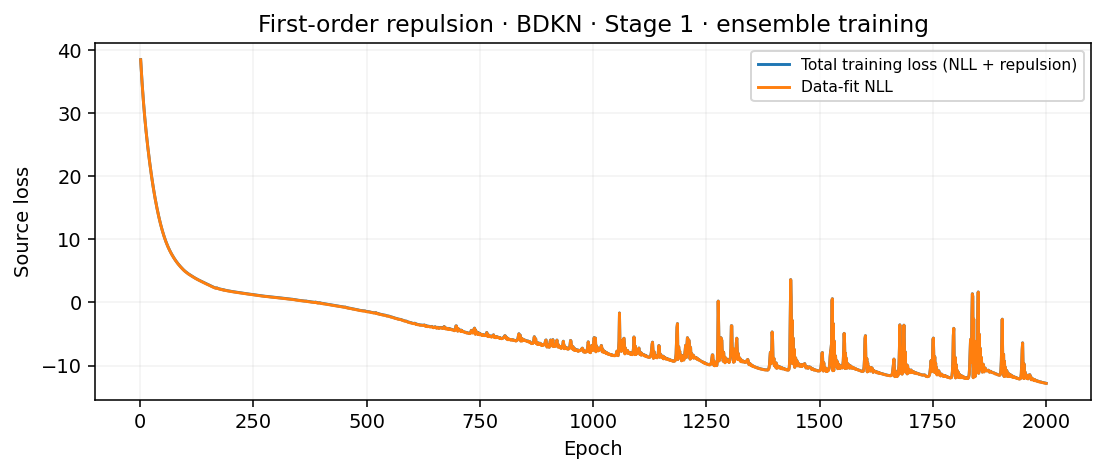 First-order repulsion · BDKN · Stage 1 · ensemble training
40
30
20
10
0
−10
Source loss
Total training loss (NLL + repulsion)
Data-fit NLL
0 250 500 750 1000 1250 1500 1750 2000
Epoch